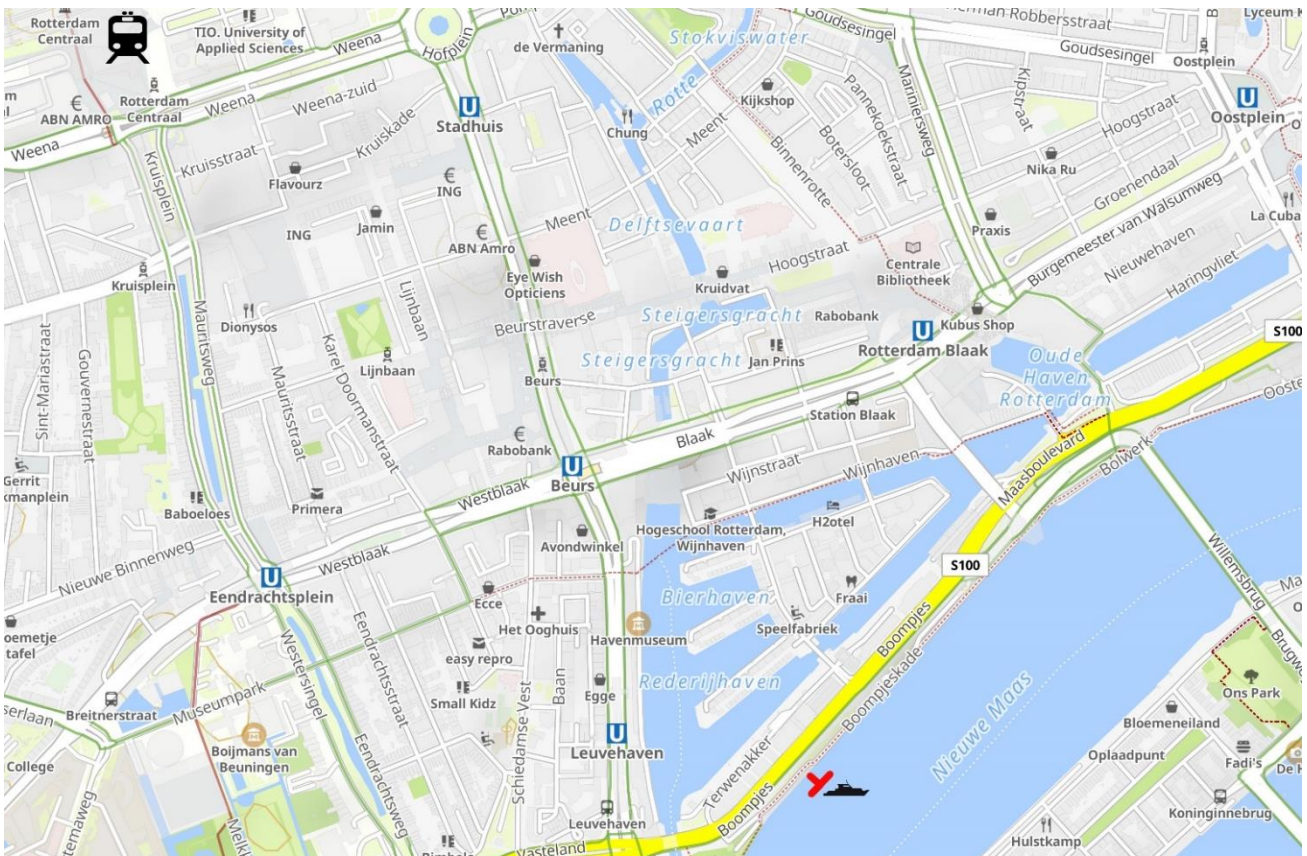 Rotterdam
Centraal
TIO. University of
Applied Sciences
Weena
Hofplein
de Vermaning
Stokviswater
Goudsesingel
Herman Robbersstraat
Goudsesingel
Oostplein
ABN AMRO
Rotterdam
Centraal
Weena
Weena-zuid
U
Stadhuis
Chung
Rotte
Kijkshop
Meent
Pannekoekstraat
Mariniersweg
Kipstraat
Hoogstraat
U
Oostplein
Weena
Kruisplein
Kruisstraat
Kruiskade
Flavourz
ING
Binnenrotte
Botersloot
Nika Ru
Groenendaal
ING
Jamin
ABN Amro
Meent
Delftsevaart
Praxis
Burgemeester van Walsumweg
La Cuba
Kruisplein
Mauritsweg
Lijnbaan
Eye Wish
Opticiens
Kruidvat
Hoogstraat
Centrale
Bibliotheek
Nieuwehaven
Haringvliet
Dionysos
Beurstraverse
Steigersgracht
Rabobank
U
Kubus Shop
S100
Sint-Mariastraat
Gouvernestraat
Mauritsstraat
Karel Doormanstraat
Lijnbaan
Beurs
Steigersgracht
Jan Prins
Rotterdam Blaak
Oude
Haven
Rotterdam
Station Blaak
Rabobank
Blaak
Gerrit
kmanplein
Primera
Westblaak
U
Beurs
Wijnstraat
Wijnhaven
Maasboulevard
Bolwerk
Baboeloes
Hogeschool Rotterdam,
Wijnhaven
H2otel
Nieuwe Binnenweg
Westblaak
Avondwinkel
S100
Willemsbrug
U
Eendrachtsplein
Ecce
Bierhaven
Fraai
Het Ooghuis
Havenmuseum
Speelfabriek
Boompjes
Boompjeskade
oemetje
tafel
Westersingel
Eendrachtsstraat
easy repro
Baan
Egge
Rederijhaven
Museumpark
Breitnerstraat
Small Kidz
Schiedamse-Vest
Nieuwe Maas
Ons Park
Bloemeneiland
Boijmans van
Beuningen
College
U
Leuvehaven
Oplaadpunt
Fadi's
Terwenakker
Boompjes
Eendrachtsweg
Leuvehaven
Koninginnebrug
Hulstkamp
Vasteland